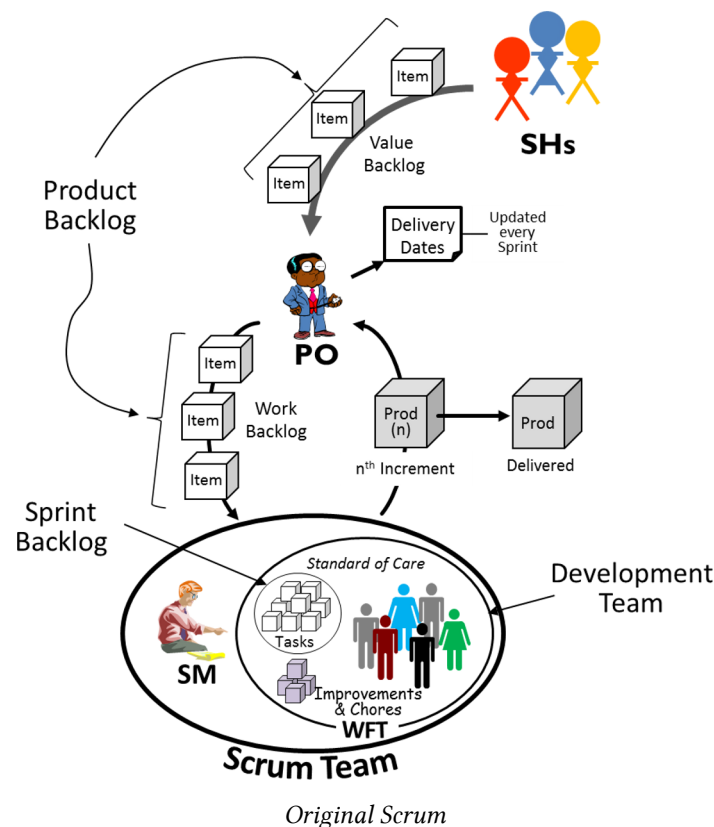 Item
SHs
Item
Value
Backlog
Item
Product
Backlog
Delivery
Dates
Updated
every
Sprint
PO
Item
Item
Work
Backlog
Item
Prod
(n)
nth Increment
Prod
Delivered
Sprint
Backlog
Standard of Care
Development
Team
Tasks
SM
Improvements
& Chores
WFT
Scrum Team
Original Scrum